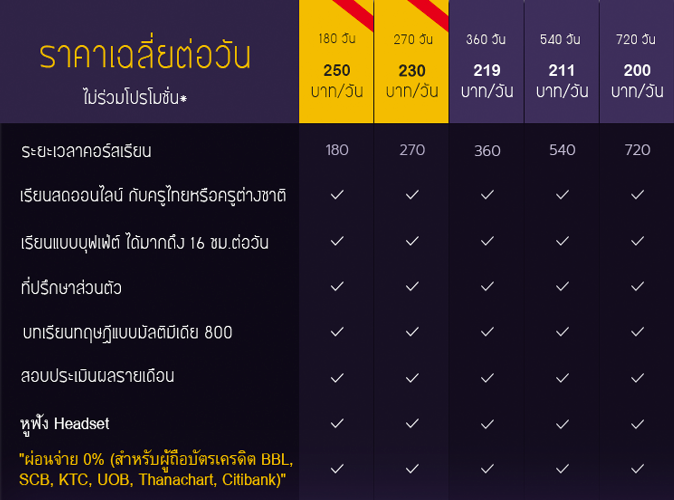 ราคาเฉลี่ยต่อวัน
ไม่ร่วมโปรโมชั่น*
180 วัน 270 วัน 360 วัน 540 วัน 720 วัน
250 230 219 211 200
บาท/วัน บาท/วัน บาท/วัน บาท/วัน บาท/วัน
ระยะเวลาคอร์สเรียน 180 270 360 540 720
เรียนสดออนไลน์ กับครูไทยหรือครูต่างชาติ
เรียนแบบบุฟเฟ่ต์ ได้มากถึง 16 ชม.ต่อวัน
ที่ปรึกษาส่วนตัว
บทเรียนทฤษฎีแบบมัลติมีเดีย 800
สอบประเมินผลรายเดือน
หูฟัง Headset
"ผ่อนจ่าย 0% (สำหรับผู้ถือบัตรเครดิต BBL,
SCB, KTC, UOB, Thanachart, Citibank)"